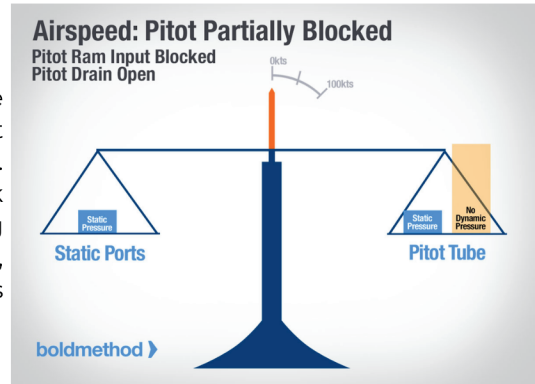 Airspeed: Pitot Partially Blocked
Pitot Ram Input Blocked
Pitot Drain Open
0kts
100kts
Static
Pressure
Static Ports
Static
Pressure
No
Dynamic
Pressure
Pitot Tube
boldmethod